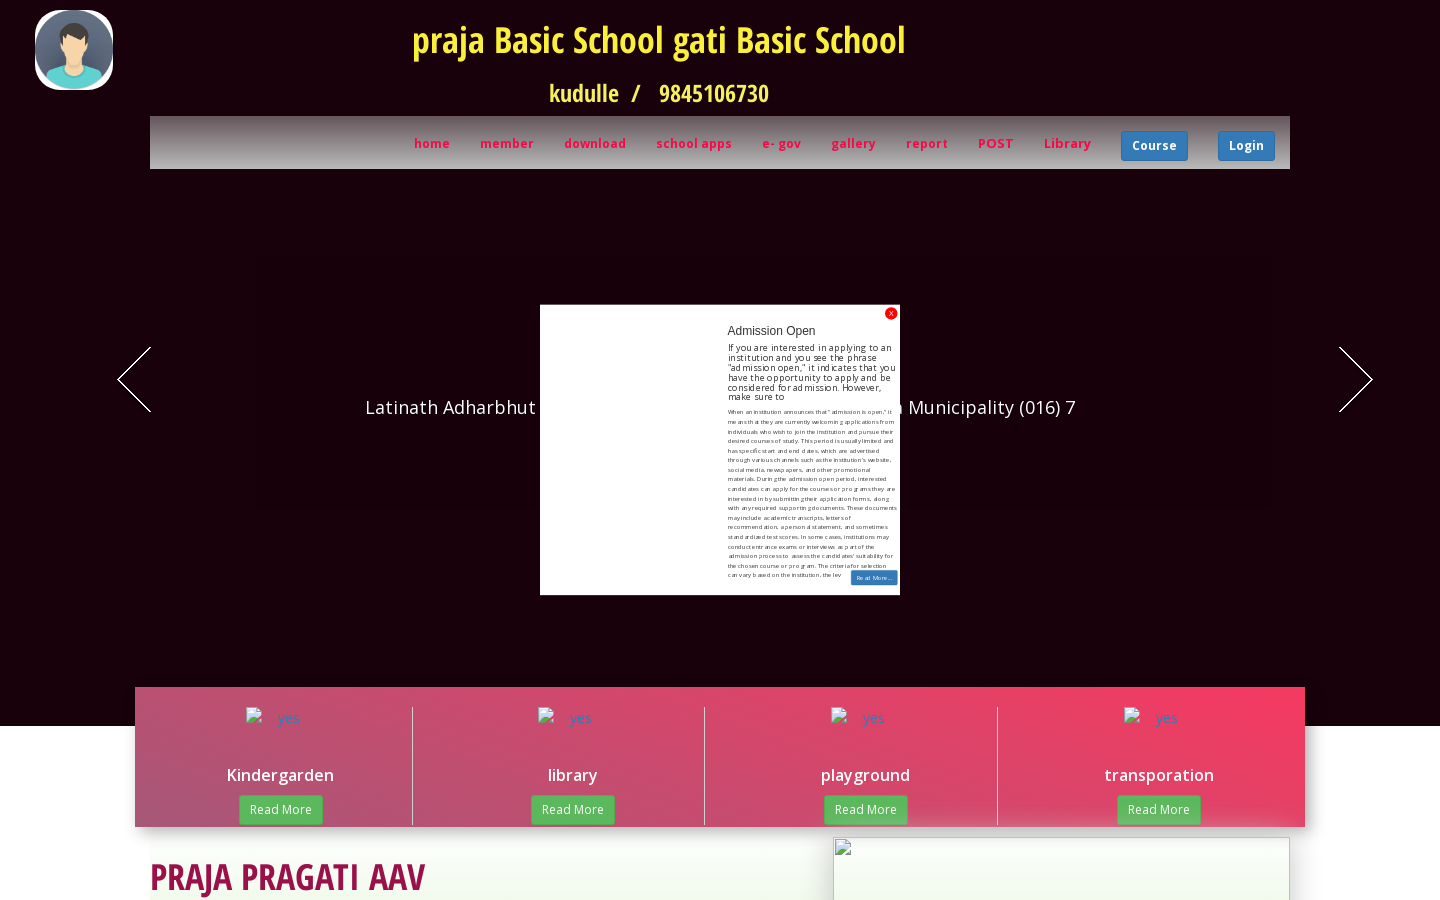 praja Basic School gati Basic School
kudulle / 9845106730
home member download school apps e- gov gallery report POST Library Course Login
X
Admission Open
If you are interested in applying to an
institution and you see the phrase
"admission open," it indicates that you
have the opportunity to apply and be
considered for admission. However,
make sure to
When an institution announces that "admission is open," it
means that they are currently welcoming applications from
individuals who wish to join the institution and pursue their
desired courses of study. This period is usually limited and
has specific start and end dates, which are advertised
through various channels such as the institution's website,
social media, newspapers, and other promotional
materials. During the admission open period, interested
candidates can apply for the courses or programs they are
interested in by submitting their application forms, along
with any required supporting documents. These documents
may include academic transcripts, letters of
recommendation, a personal statement, and sometimes
standardized test scores. In some cases, institutions may
conduct entrance exams or interviews as part of the
admission process to assess the candidates' suitability for
the chosen course or program. The criteria for selection
can vary based on the institution, the lev
Read More...
Latinath Adharbhut Municipality (016) 7
yes yes yes yes
Kindergarden library playground transporation
Read More Read More Read More Read More
PRAJA PRAGATI AAV